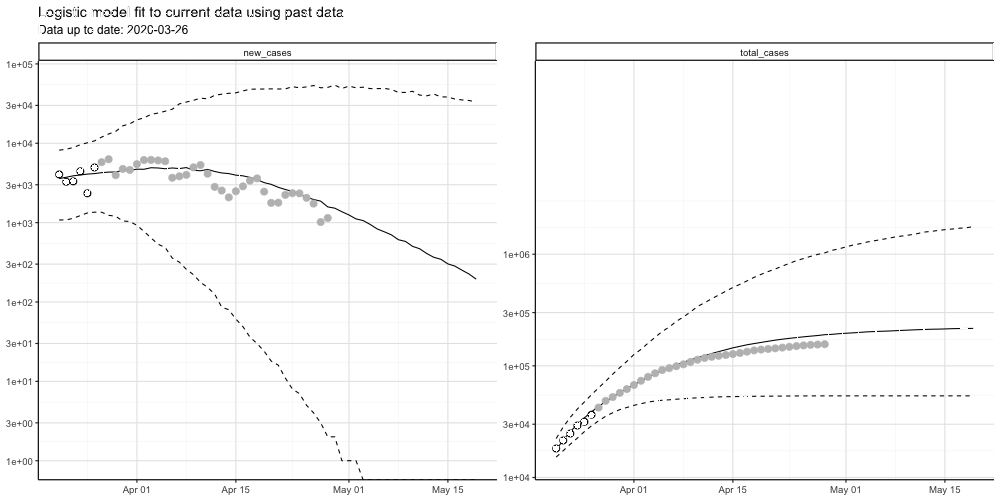 Logistic model fit to current data using past data
Data up to date: 2020-03-26
new_cases
total_cases
1e+05
3e+04
1e+04
3e+03
1e+03
3e+02
1e+02
3e+01
1e+01
3e+00
1e+00
Apr 01
Apr 15
May 01
May 15
1e+06
3e+05
1e+05
3e+04
1e+04
Apr 01
Apr 15
May 01
May 15